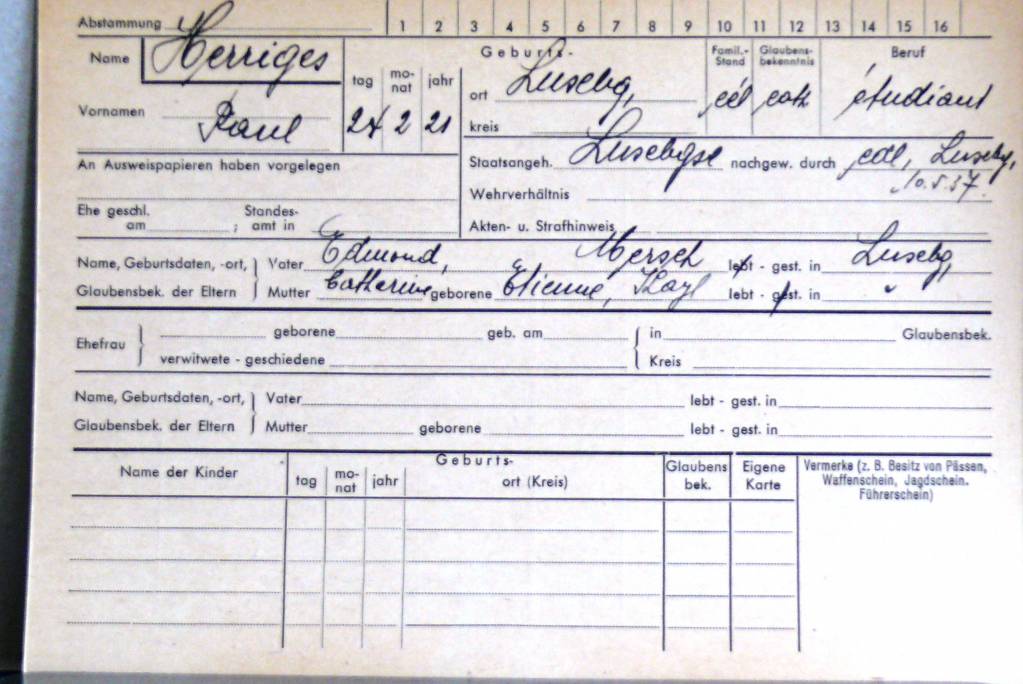 Abstammung 1 2 3 4 5 6 7 8 9 10 11 12 13 14 15 16
Name Herriges
tag mo-nat jahr
Geburts-
Famil.-Stand Glaubens-bekenntnis Beruf
ort Luxebg, cél cath étudiant
Vornamen Paul 24 2 21
kreis
An Ausweispapieren haben vorgelegen
Staatsangeh. Luxebgse nachgew. durch cdl, Luxebg,
10.5.37.
Wehrverhältnis
Ehe geschl. am ; Standes-amt in
Akten- u. Strafhinweis
Name, Geburtsdaten, -ort, Vater Edmond, Mersch lebt - gest. in Luxebg,
Glaubensbek. der Eltern Mutter Catherine geborene Etienne, Kayl lebt - gest. in "
Ehefrau geborene geb. am in Glaubensbek.
verwitwete - geschiedene Kreis
Name, Geburtsdaten, -ort, Vater lebt - gest. in
Glaubensbek. der Eltern Mutter geborene lebt - gest. in
Name der Kinder
Geburts-
tag mo-nat jahr ort (Kreis)
Glaubens bek.
Eigene Karte
Vermerke (z. B. Besitz von Pässen,
Waffenschein, Jagdschein.
Führerschein)